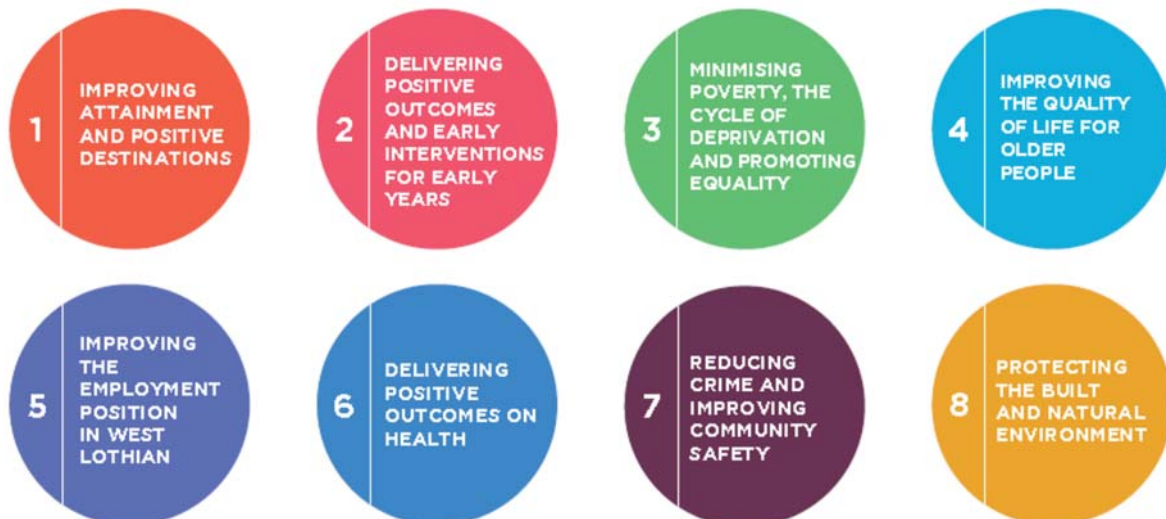 1
IMPROVING
ATTAINMENT
AND POSITIVE
DESTINATIONS
2
DELIVERING
POSITIVE
OUTCOMES
AND EARLY
INTERVENTIONS
FOR EARLY
YEARS
3
MINIMISING
POVERTY, THE
CYCLE OF
DEPRIVATION
AND PROMOTING
EQUALITY
4
IMPROVING
THE QUALITY
OF LIFE FOR
OLDER
PEOPLE
5
IMPROVING
THE
EMPLOYMENT
POSITION
IN WEST
LOTHIAN
6
DELIVERING
POSITIVE
OUTCOMES ON
HEALTH
7
REDUCING
CRIME AND
IMPROVING
COMMUNITY
SAFETY
8
PROTECTING
THE BUILT
AND NATURAL
ENVIRONMENT